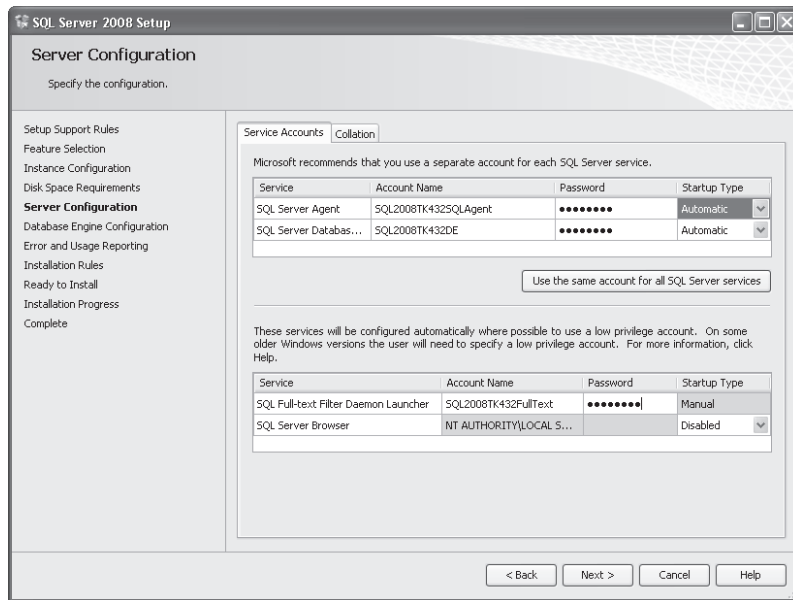 SQL Server 2008 Setup
Server Configuration
Specify the configuration.
Setup Support Rules
Feature Selection
Instance Configuration
Disk Space Requirements
Server Configuration
Database Engine Configuration
Error and Usage Reporting
Installation Rules
Ready to Install
Installation Progress
Complete
Service Accounts Collation
Microsoft recommends that you use a separate account for each SQL Server service.
Service Account Name Password Startup Type
SQL Server Agent SQL2008TK432SQLAgent ●●●●●●●● Automatic
SQL Server Databas... SQL2008TK432DE ●●●●●●●● Automatic
Use the same account for all SQL Server services
These services will be configured automatically where possible to use a low privilege account. On some
older Windows versions the user will need to specify a low privilege account. For more information, click
Help.
Service Account Name Password Startup Type
SQL Full-text Filter Daemon Launcher SQL2008TK432FullText ●●●●●●●● Manual
SQL Server Browser NT AUTHORITY\LOCAL S... Disabled
< Back Next > Cancel Help